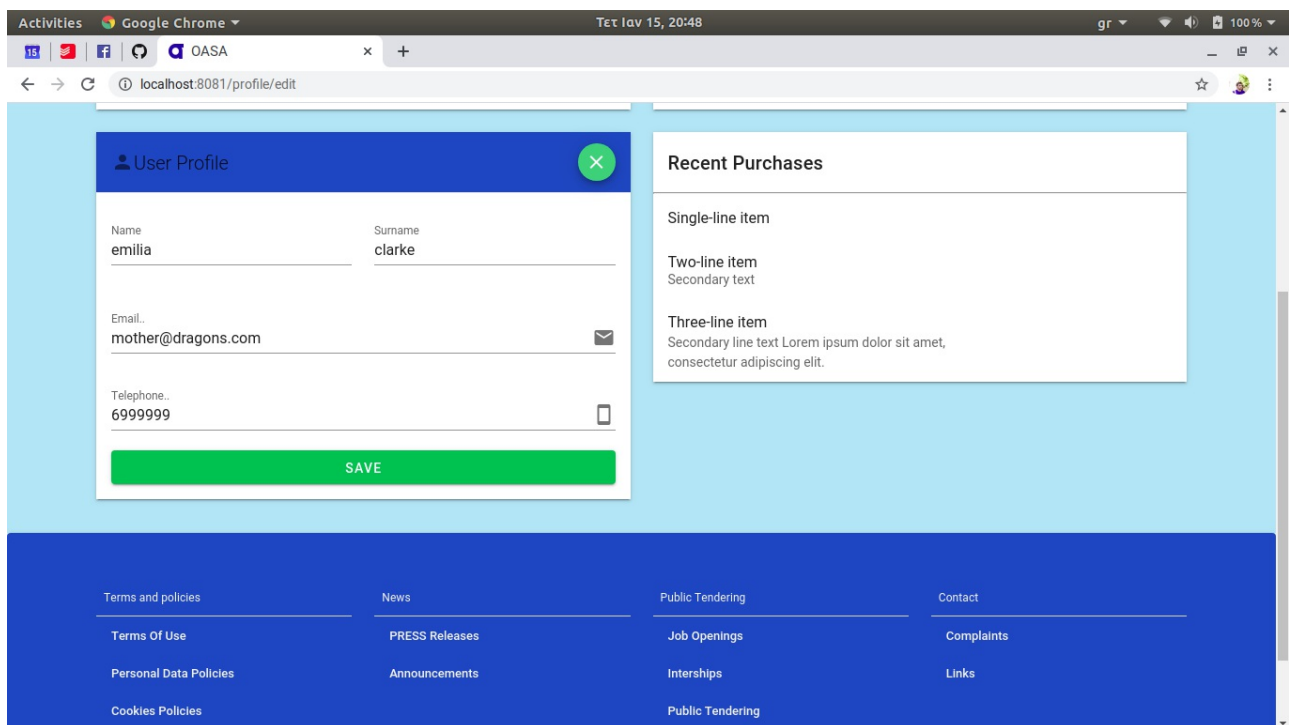 Activities Google Chrome Τετ Ιαν 15, 20:48 gr 100 %
15 OASA
localhost:8081/profile/edit
User Profile
Name Surname
emilia clarke
Email..
mother@dragons.com
Telephone..
6999999
SAVE
Recent Purchases
Single-line item
Two-line item
Secondary text
Three-line item
Secondary line text Lorem ipsum dolor sit amet,
consectetur adipiscing elit.
Terms and policies News Public Tendering Contact
Terms Of Use PRESS Releases Job Openings Complaints
Personal Data Policies Announcements Interships Links
Cookies Policies Public Tendering